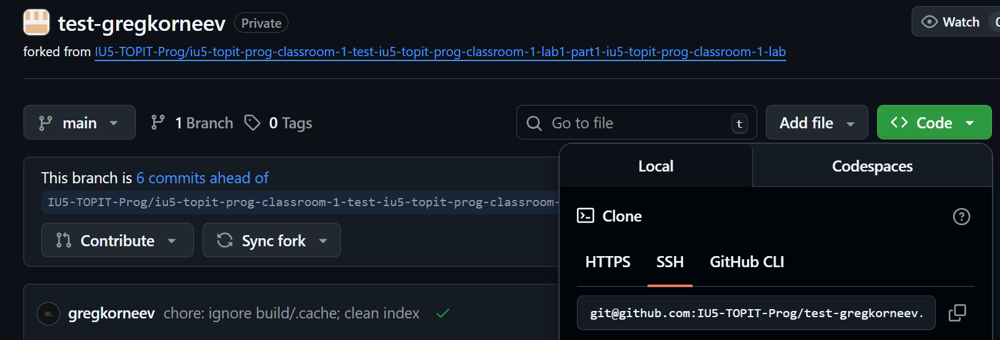 test-gregkorneev Private
Watch
forked from IU5-TOPIT-Prog/iu5-topit-prog-classroom-1-test-iu5-topit-prog-classroom-1-lab1-part1-iu5-topit-prog-classroom-1-lab
main 1 Branch 0 Tags Go to file t Add file <> Code
This branch is 6 commits ahead of
IU5-TOPIT-Prog/iu5-topit-prog-classroom-1-test-iu5-topit-prog-classroom-
Contribute Sync fork
gregkorneev chore: ignore build/.cache; clean index
Local Codespaces
Clone
HTTPS SSH GitHub CLI
git@github.com:IU5-TOPIT-Prog/test-gregkorneev.